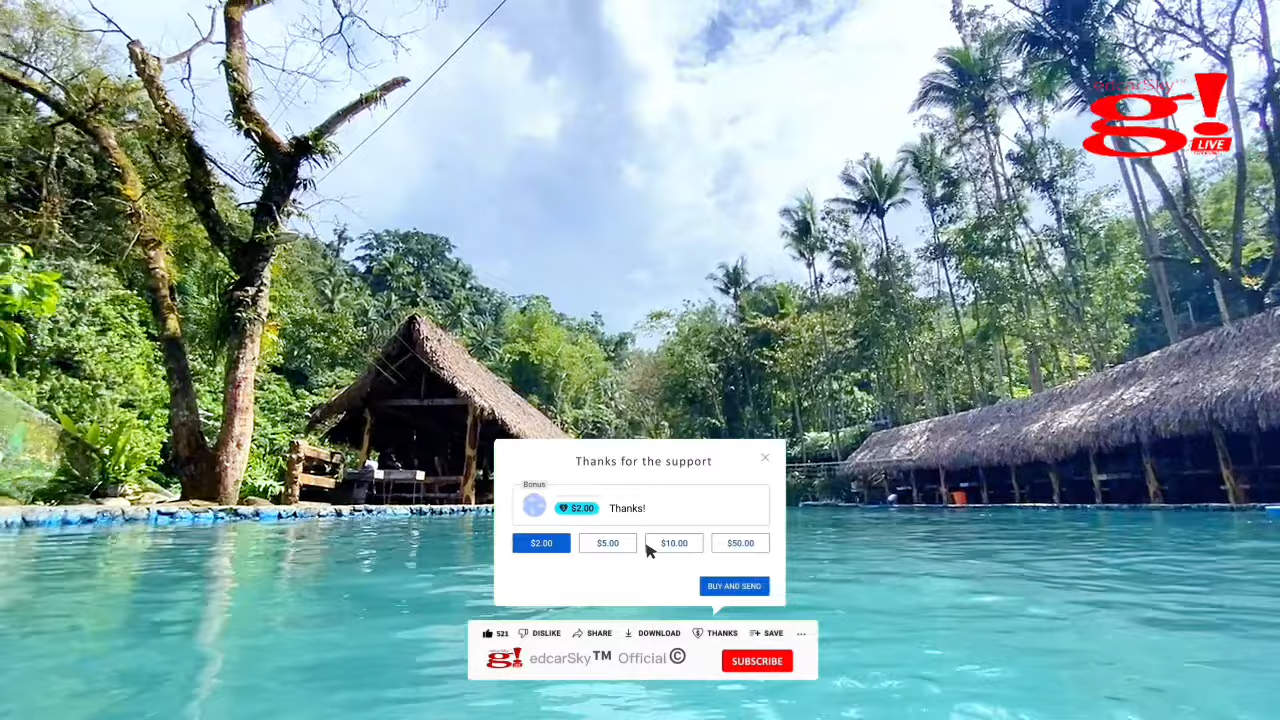 edcarSky™
g!
LIVE
Thanks for the support
Bonus
$2.00 Thanks!
$2.00 $5.00 $10.00 $50.00
BUY AND SEND
521 DISLIKE SHARE DOWNLOAD THANKS SAVE ...
g! edcarSky™ Official ©
SUBSCRIBE